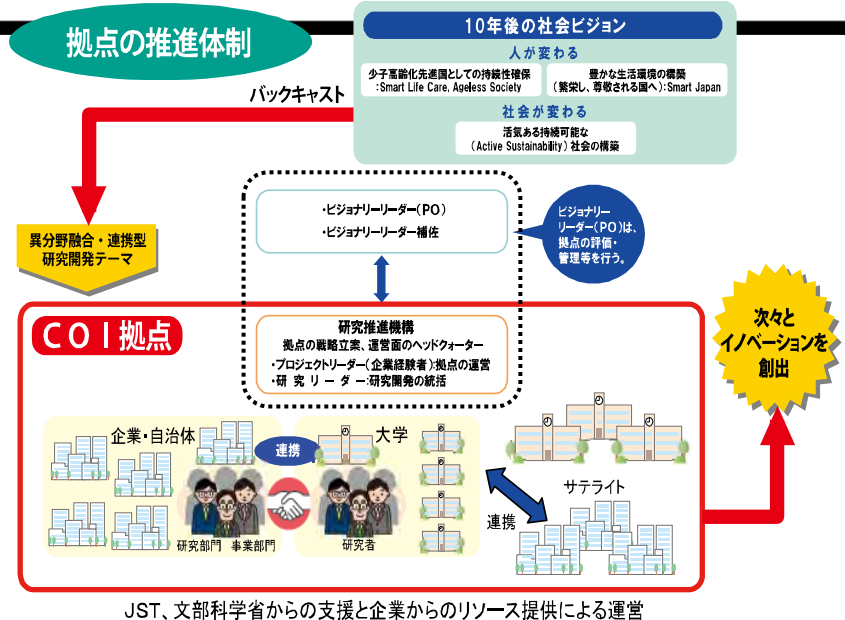 拠点の推進体制
10年後の社会ビジョン
人が変わる
少子高齢化先進国としての持続性確保
:Smart Life Care, Ageless Society
豊かな生活環境の構築
(繁栄し、尊敬される国へ):Smart Japan
社会が変わる
活気ある持続可能な
(Active Sustainability)社会の構築
バックキャスト
異分野融合・連携型
研究開発テーマ
・ビジョナリーリーダー(PO)
・ビジョナリーリーダー補佐
ビジョナリー
リーダー(PO)は、
拠点の評価・
管理等を行う。
COI拠点
研究推進機構
拠点の戦略立案、運営面のヘッドクォーター
・プロジェクトリーダー(企業経験者):拠点の運営
・研 究 リ ー ダ ー:研究開発の統括
次々と
イノベーションを
創出
企業・自治体
連携
大学
研究部門
事業部門
研究者
連携
サテライト
JST、文部科学省からの支援と企業からのリソース提供による運営